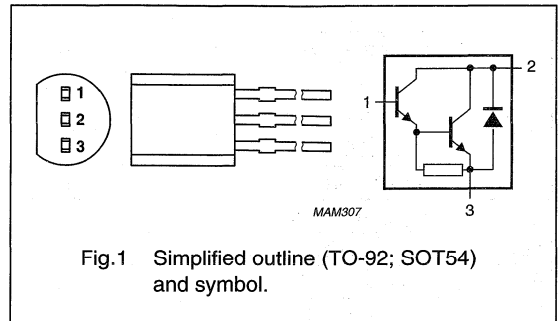 1
2
3
1
2
3
MAM307
Fig.1 Simplified outline (TO-92; SOT54)
and symbol.